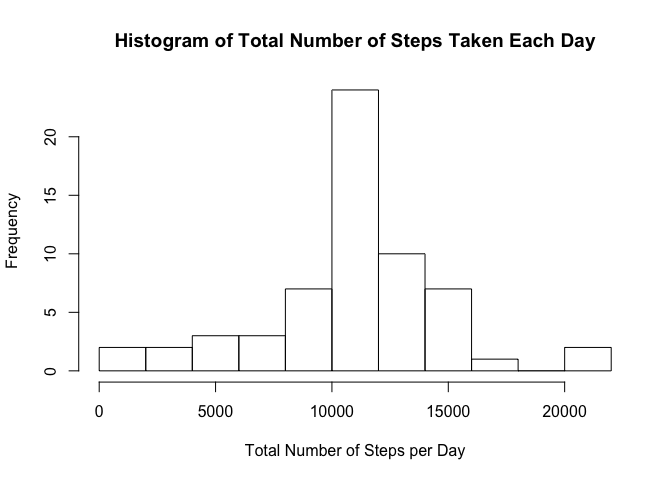 Histogram of Total Number of Steps Taken Each Day
Frequency
20
15
10
5
0
0 5000 10000 15000 20000
Total Number of Steps per Day